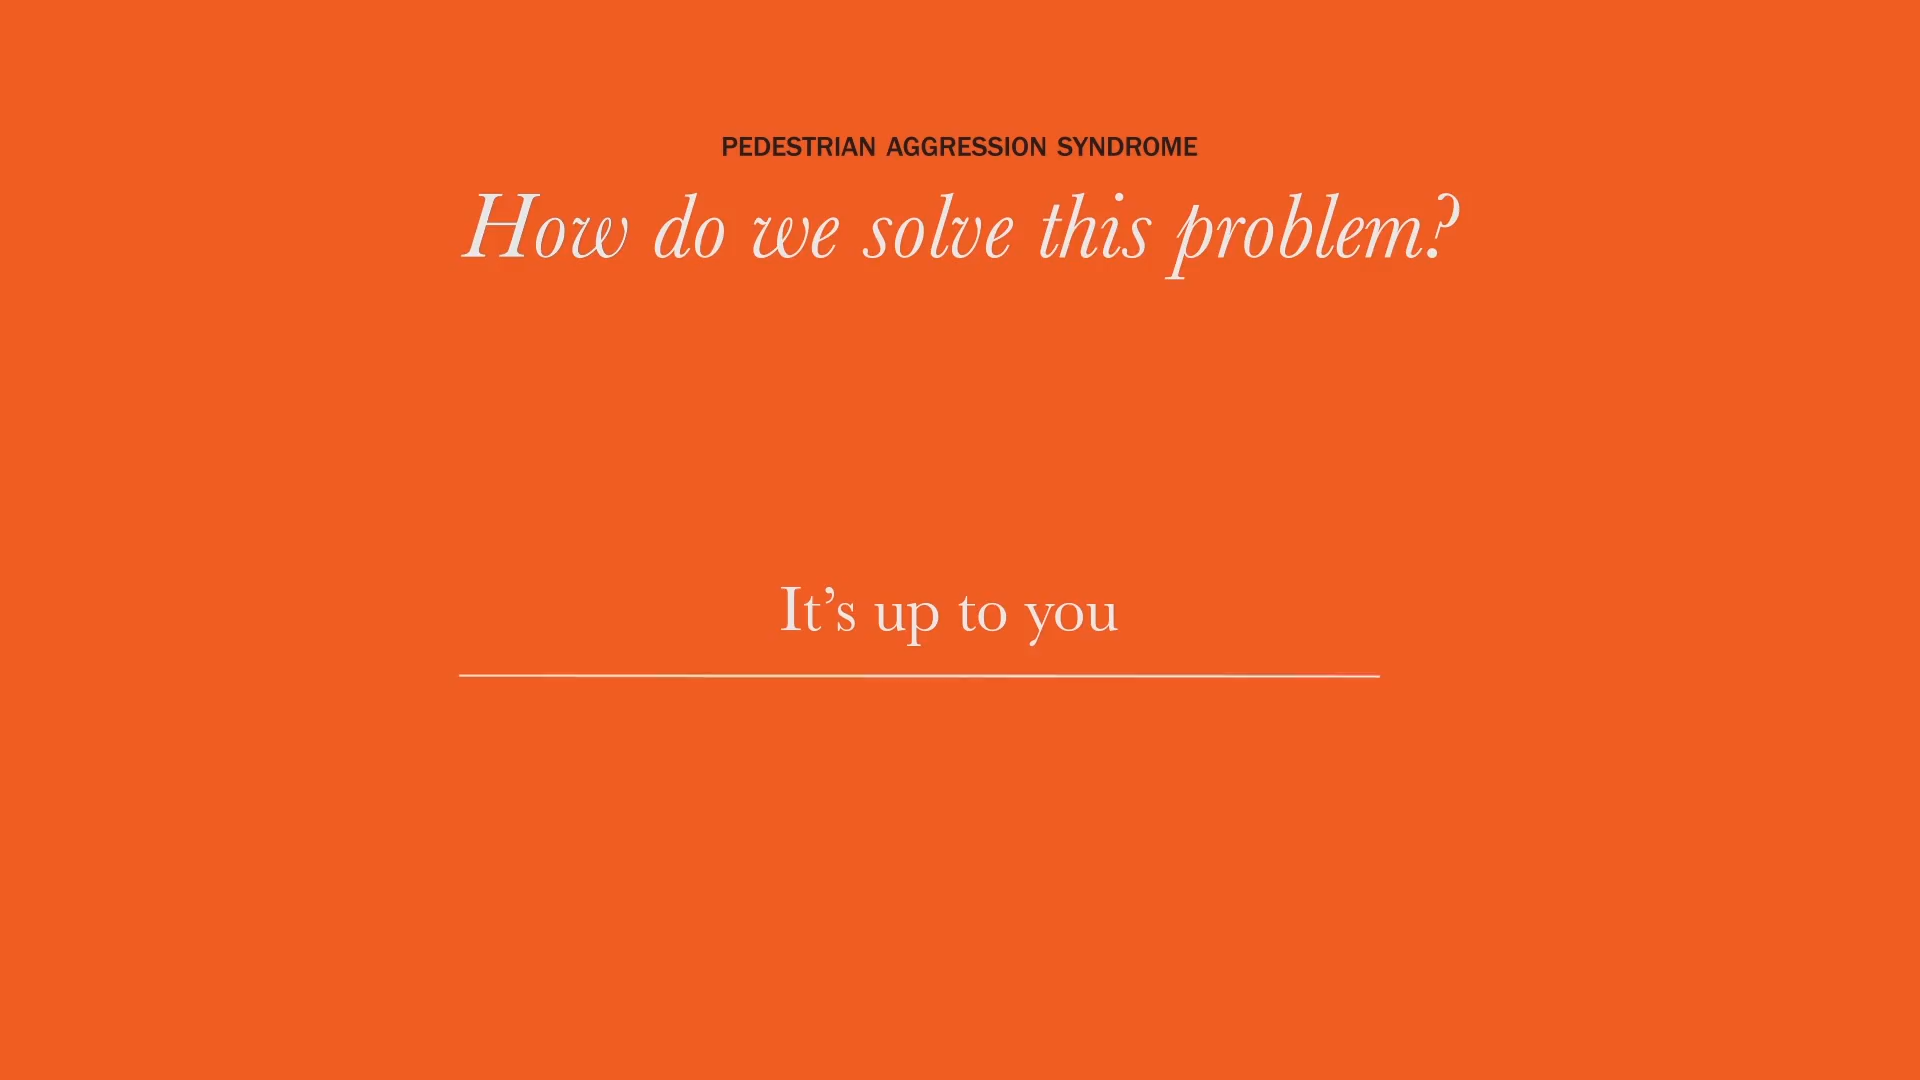 PEDESTRIAN AGGRESSION SYNDROME
How do we solve this problem?
It’s up to you